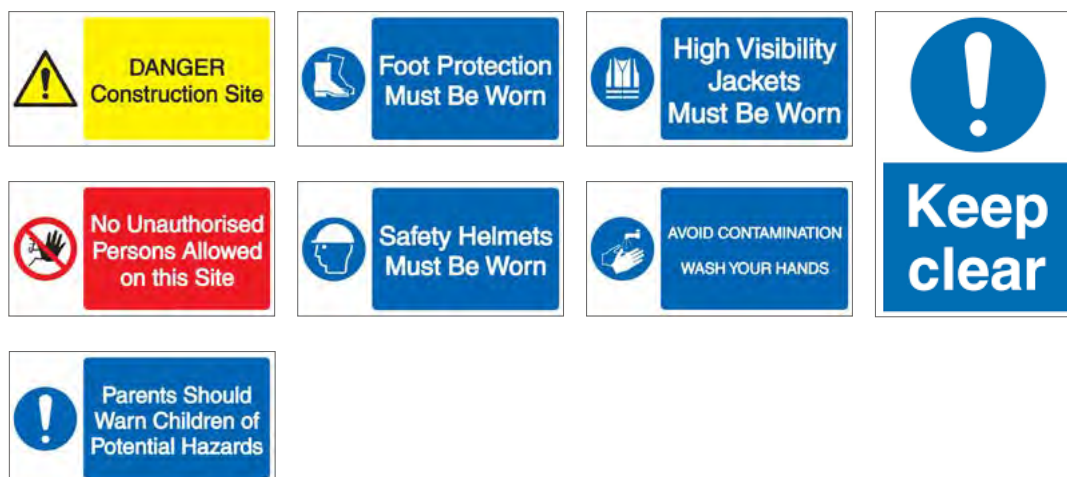 DANGER
Construction Site
Foot Protection
Must Be Worn
High Visibility
Jackets
Must Be Worn
Keep
clear
No Unauthorised
Persons Allowed
on this Site
Safety Helmets
Must Be Worn
AVOID CONTAMINATION
WASH YOUR HANDS
Parents Should
Warn Children of
Potential Hazards